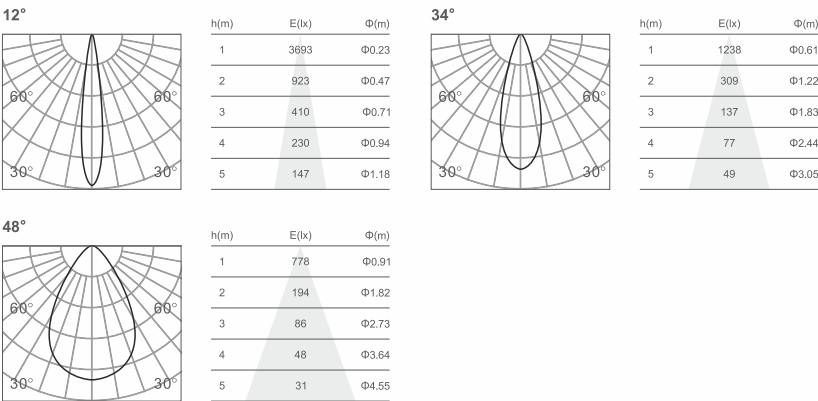 12°
60° 60°
30° 30°
h(m) E(lx) Φ(m)
1 3693 Φ0.23
2 923 Φ0.47
3 410 Φ0.71
4 230 Φ0.94
5 147 Φ1.18
34°
60° 60°
30° 30°
h(m) E(lx) Φ(m)
1 1238 Φ0.61
2 309 Φ1.22
3 137 Φ1.83
4 77 Φ2.44
5 49 Φ3.05
48°
60° 60°
30° 30°
h(m) E(lx) Φ(m)
1 778 Φ0.91
2 194 Φ1.82
3 86 Φ2.73
4 48 Φ3.64
5 31 Φ4.55